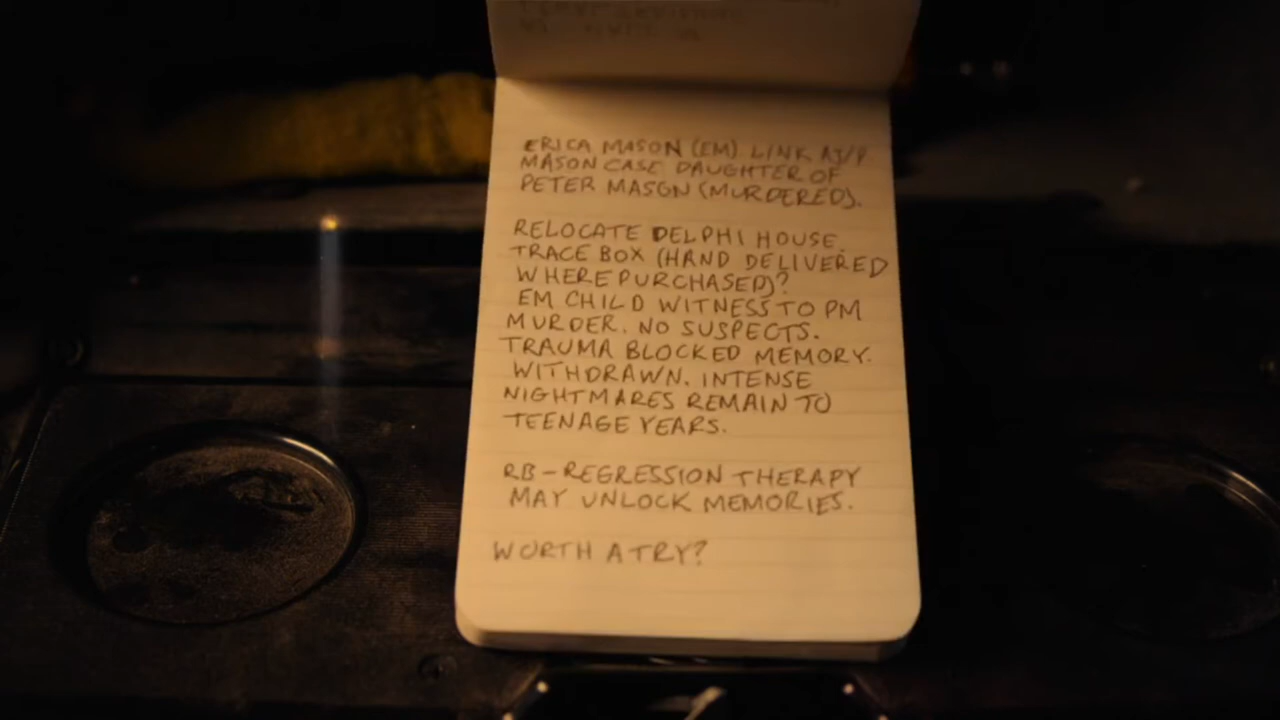 ERICA MASON (EM) LINK AJ/P
MASON CASE DAUGHTER OF
PETER MASON (MURDERED).
RELOCATE DELPHI HOUSE.
TRACE BOX (HAND DELIVERED
WHERE PURCHASED)?
EM CHILD WITNESS TO PM
MURDER. NO SUSPECTS.
TRAUMA BLOCKED MEMORY.
WITHDRAWN. INTENSE
NIGHTMARES REMAIN TO
TEENAGE YEARS.
RB-REGRESSION THERAPY
MAY UNLOCK MEMORIES.
WORTH A TRY?